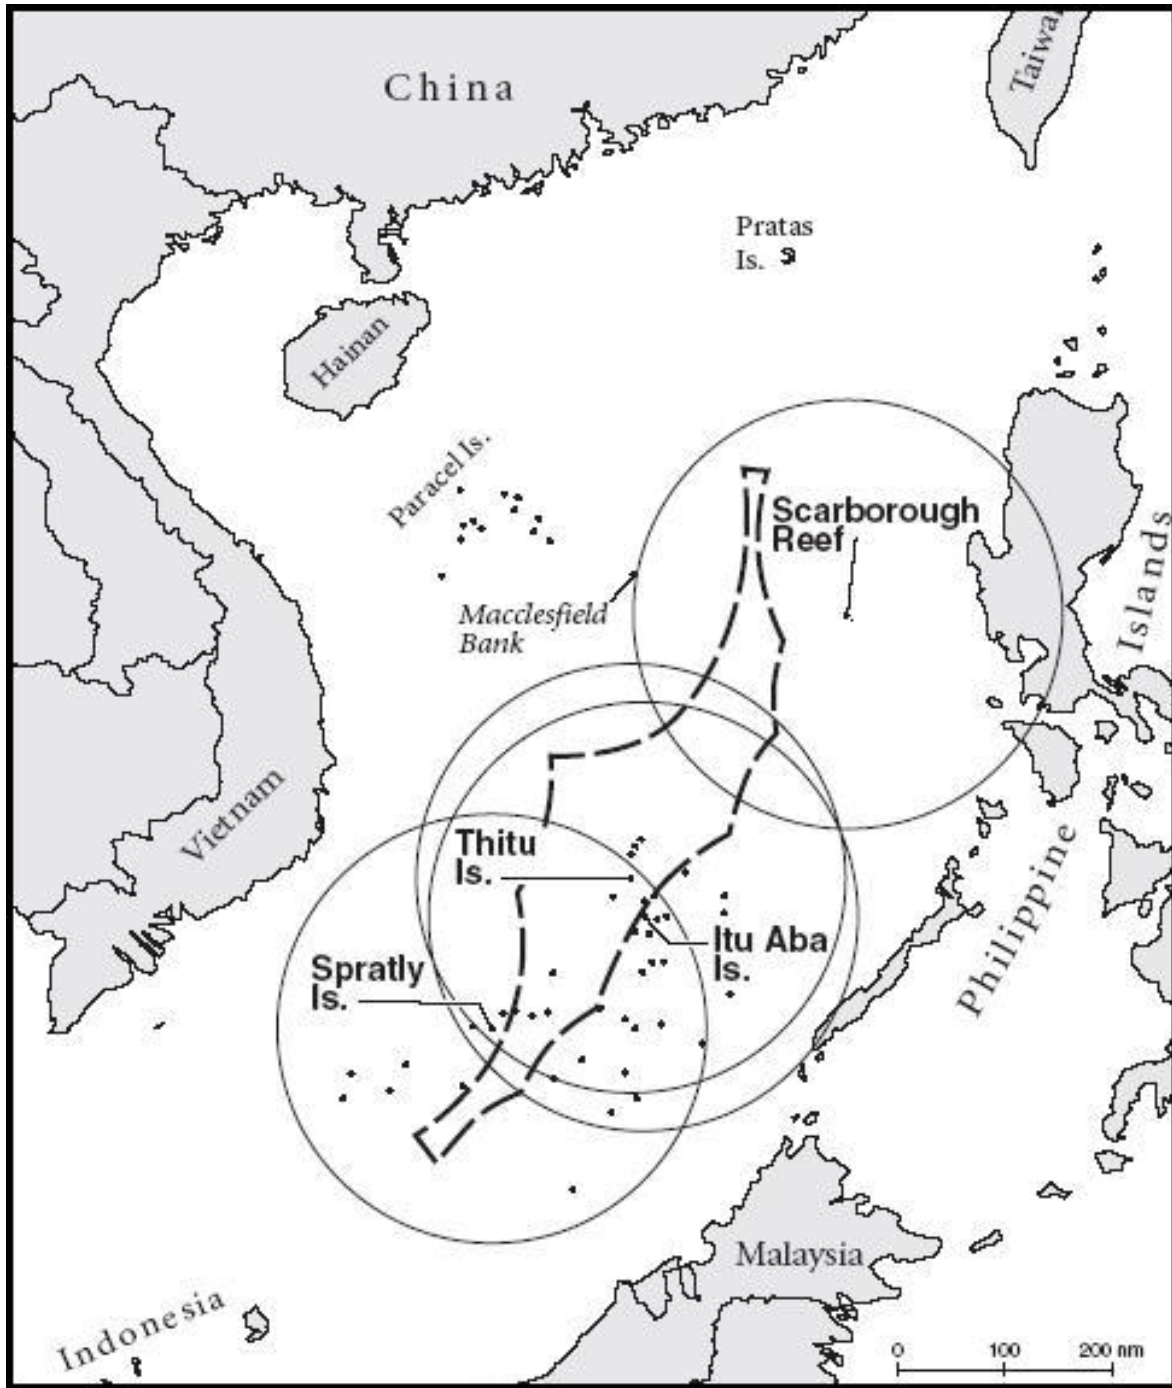 China
Taiwa
Pratas
Is.
Hainan
Paracel Is.
Scarborough
Reef
Macclesfield
Bank
Islands
Vietnam
Thitu
Is.
Philippine
Itu Aba
Is.
Spratly
Is.
Malaysia
Indonesia
0 100 200 nm